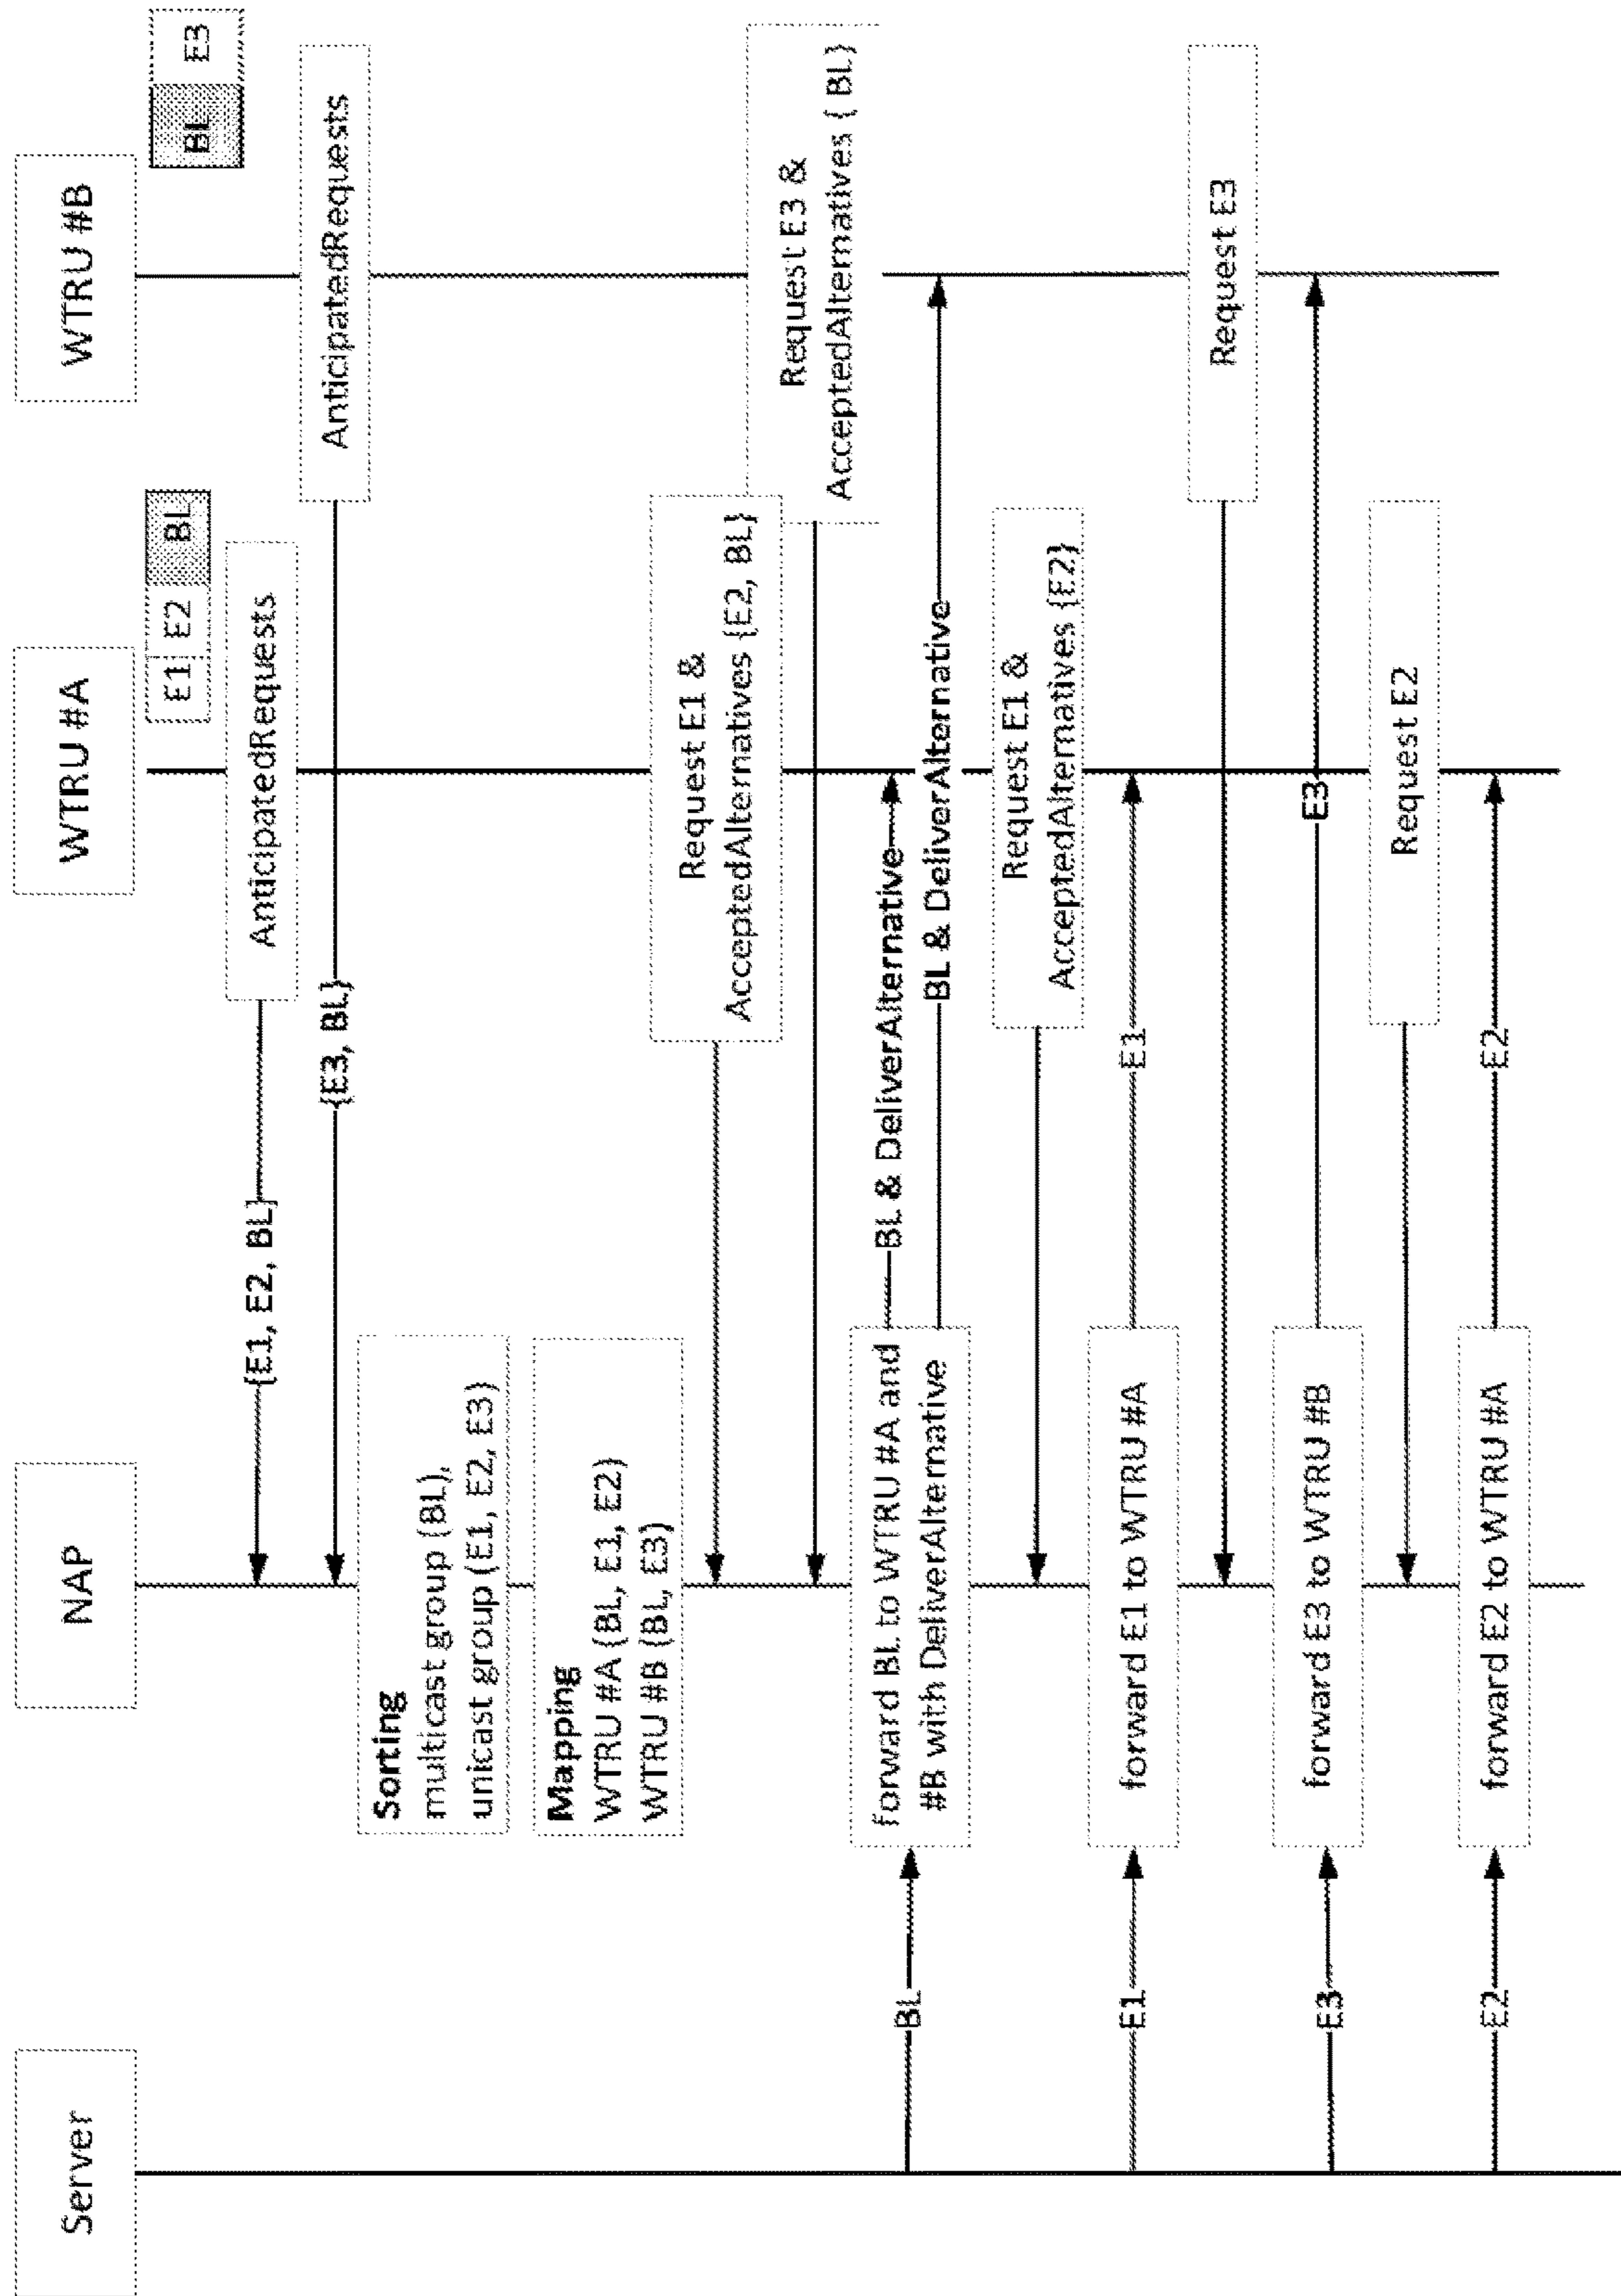 Server
NAP
WTRU #A
WTRU #B
E1 E2 BL
BL E3
AnticipatedRequests
{E1, E2, BL}
AnticipatedRequests
{E3, BL}
Sorting
multicast group (BL),
unicast group (E1, E2, E3)
Mapping
WTRU #A (BL, E1, E2)
WTRU #B (BL, E3)
Request E1 &
AcceptedAlternatives {E2, BL}
Request E3 &
AcceptedAlternatives { BL}
BL
forward BL to WTRU #A and
#B with DeliverAlternative
BL & DeliverAlternative
BL & DeliverAlternative
Request E1 &
AcceptedAlternatives {E2}
E1
forward E1 to WTRU #A
E1
Request E3
E3
forward E3 to WTRU #B
E3
Request E2
E2
forward E2 to WTRU #A
E2